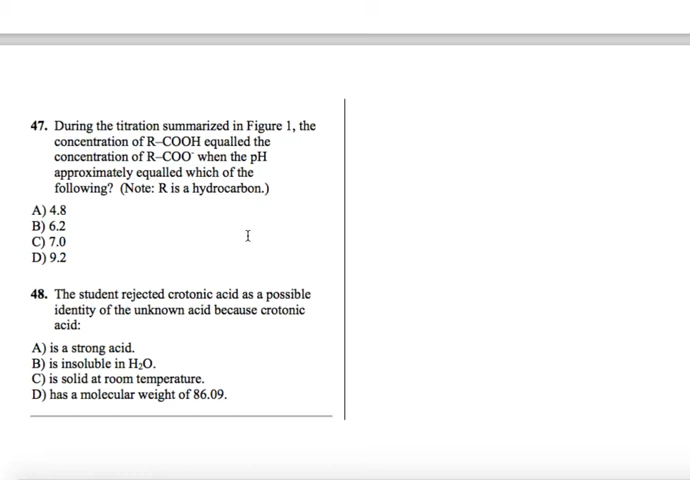 47. During the titration summarized in Figure 1, the
concentration of R–COOH equalled the
concentration of R–COO⁻ when the pH
approximately equalled which of the
following? (Note: R is a hydrocarbon.)
A) 4.8
B) 6.2
C) 7.0
D) 9.2
48. The student rejected crotonic acid as a possible
identity of the unknown acid because crotonic
acid:
A) is a strong acid.
B) is insoluble in H₂O.
C) is solid at room temperature.
D) has a molecular weight of 86.09.